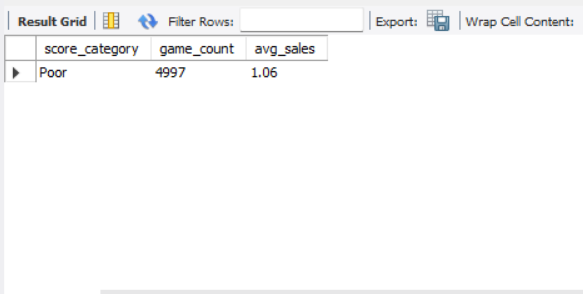 Result Grid Filter Rows: Export: Wrap Cell Content:
score_category game_count avg_sales
Poor 4997 1.06